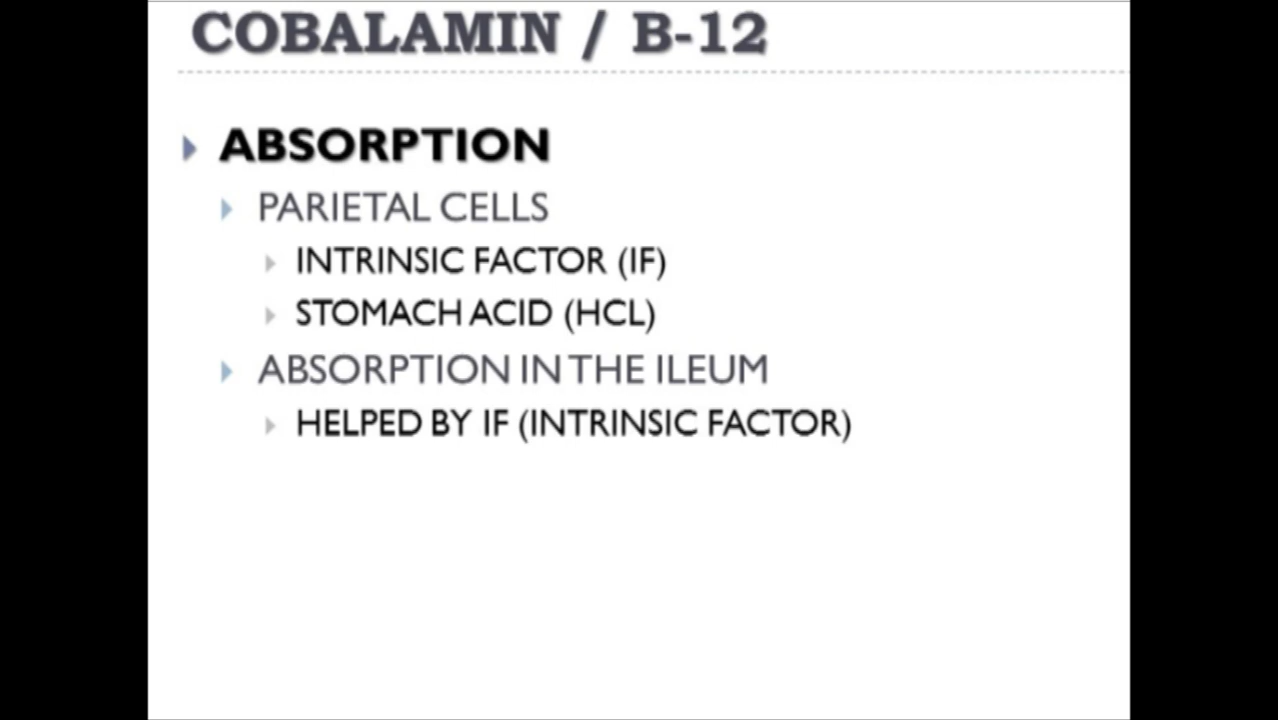 COBALAMIN / B-12
ABSORPTION
PARIETAL CELLS
INTRINSIC FACTOR (IF)
STOMACH ACID (HCL)
ABSORPTION IN THE ILEUM
HELPED BY IF (INTRINSIC FACTOR)